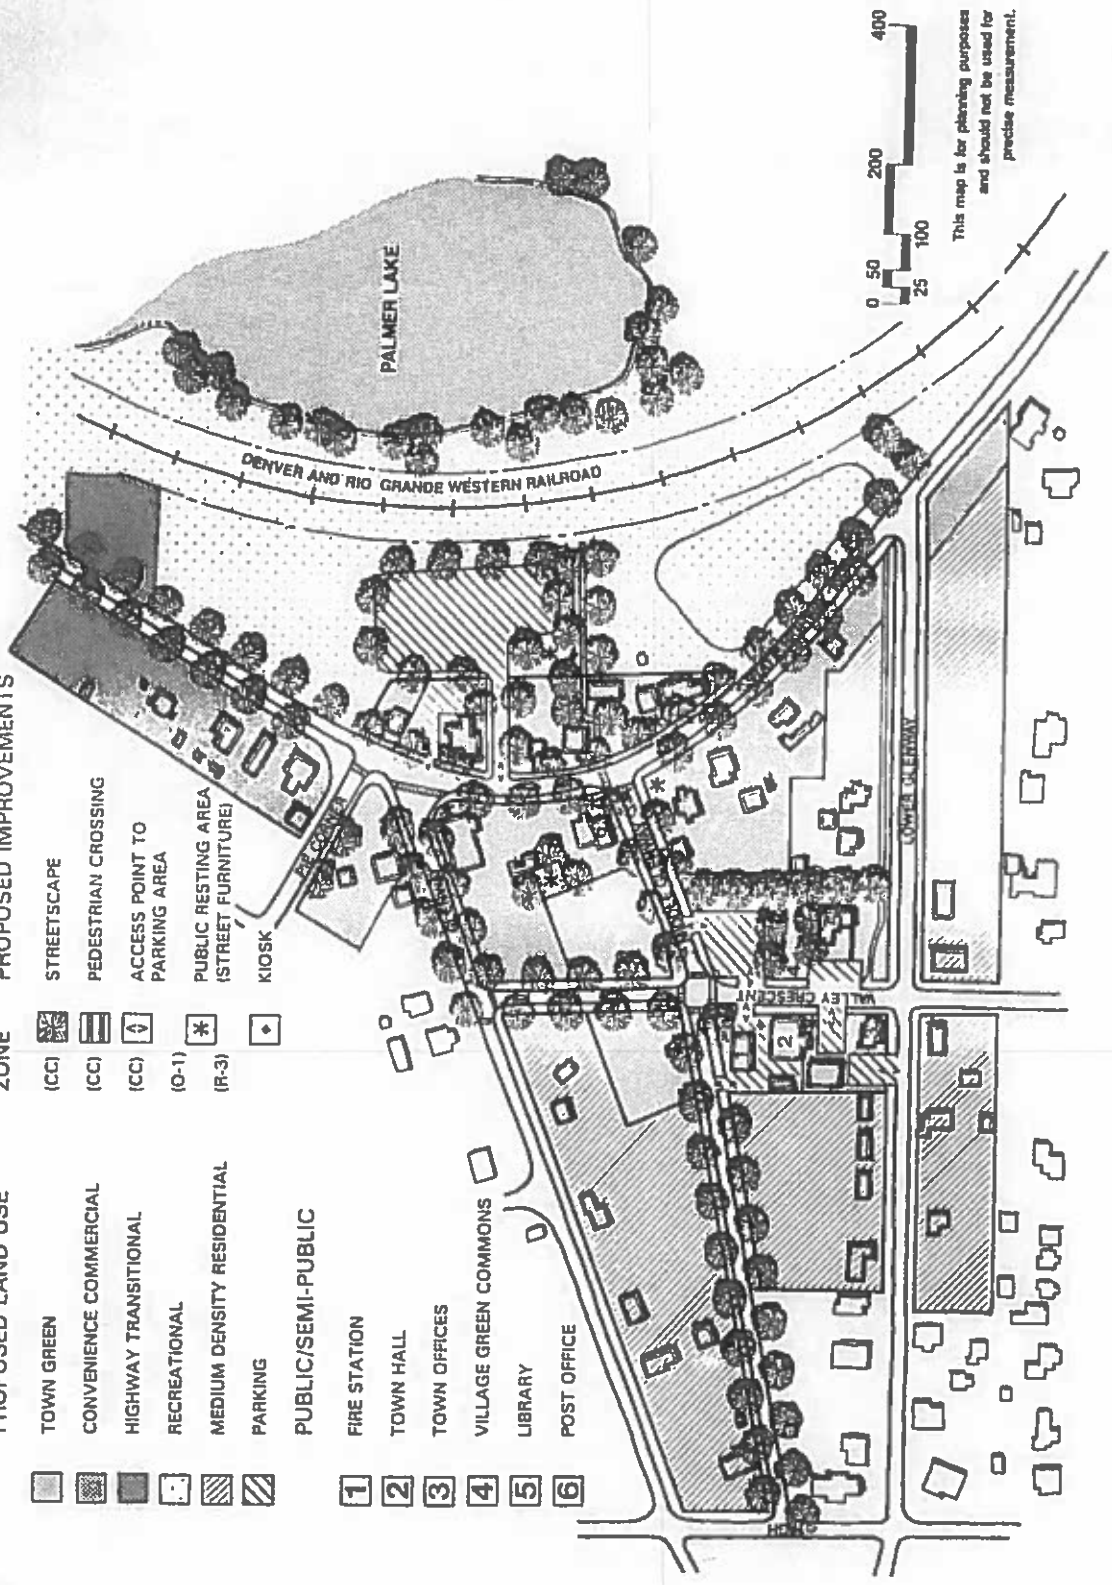 PROPOSED LAND USE
TOWN GREEN
CONVENIENCE COMMERCIAL
HIGHWAY TRANSITIONAL
RECREATIONAL
MEDIUM DENSITY RESIDENTIAL
PARKING
PUBLIC/SEMI-PUBLIC
1 FIRE STATION
2 TOWN HALL
3 TOWN OFFICES
4 VILLAGE GREEN COMMONS
5 LIBRARY
6 POST OFFICE
ZONE
(CC)
(CC)
(CC)
(O-1)
(R-3)
PROPOSED IMPROVEMENTS
STREETSCAPE
PEDESTRIAN CROSSING
ACCESS POINT TO
PARKING AREA
PUBLIC RESTING AREA
(STREET FURNITURE)
KIOSK
PALMER LAKE
DENVER AND RIO GRANDE WESTERN RAILROAD
LOWER GLENWAY
VALLEY CRESCENT
HIGH
2
4
0 50 200 400
25 100
This map is for planning purposes
and should not be used for
precise measurement.